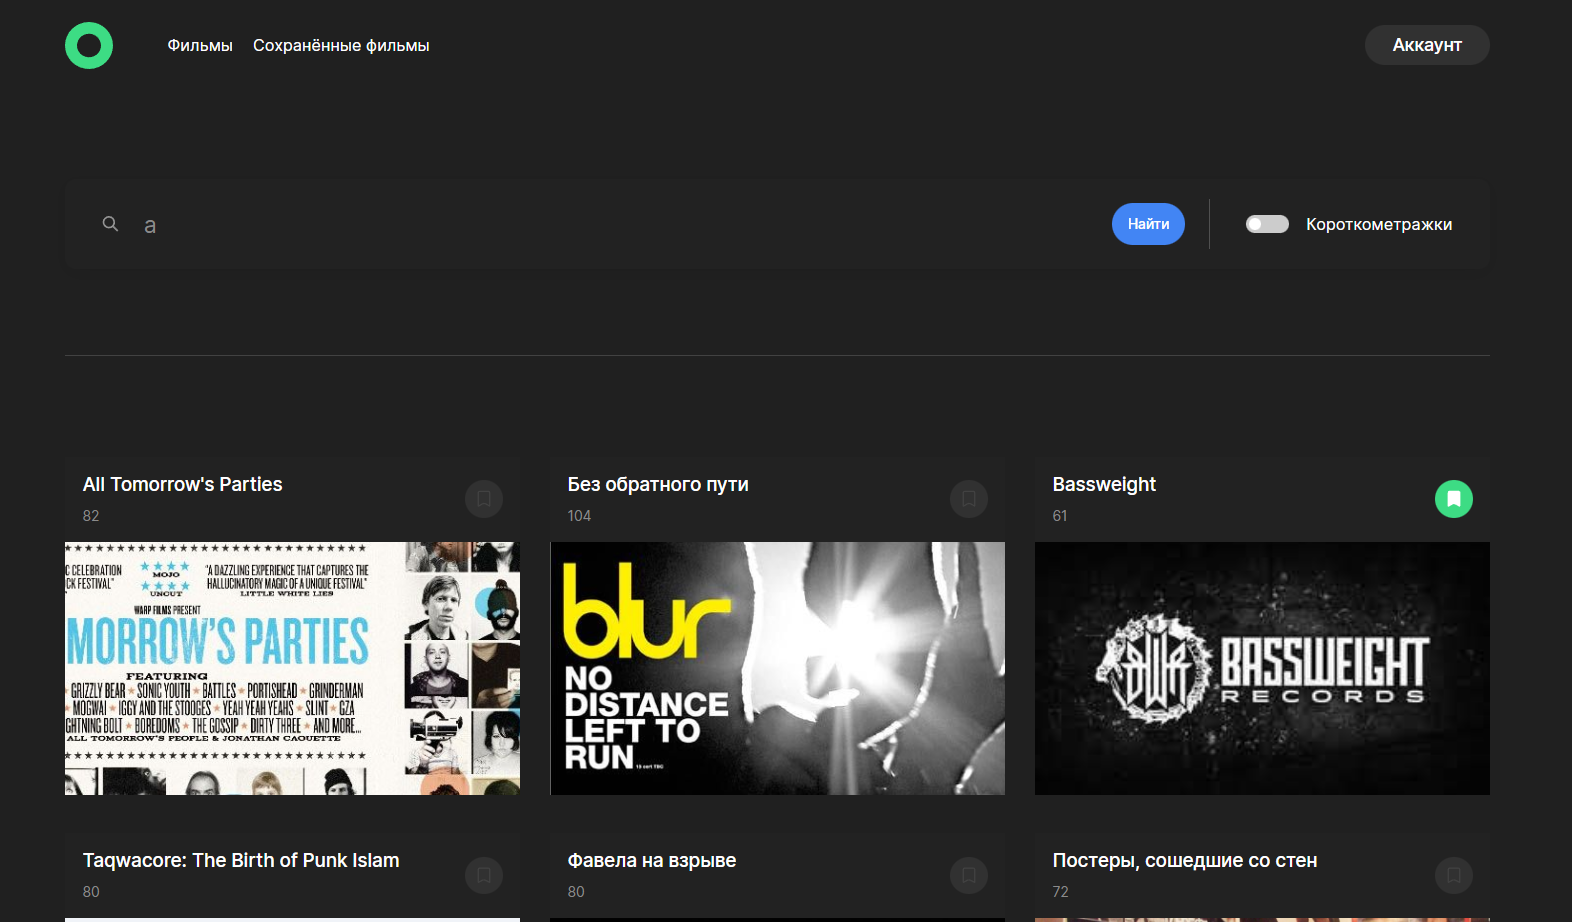 Фильмы Сохранённые фильмы Аккаунт
а Найти Короткометражки
All Tomorrow's Parties
82
Без обратного пути
104
Bassweight
61
C CELEBRATION
CK FESTIVAL"
MOJO
UNCUT
"A DAZZLING EXPERIENCE THAT CAPTURES THE
HALLUCINATORY MAGIC OF A UNIQUE FESTIVAL"
LITTLE WHITE LIES
WARP FILMS PRESENT
MORROW'S PARTIES
FEATURING
GRIZZLY BEAR ★ SONIC YOUTH ★ BATTLES ★ PORTISHEAD ★ GRINDERMAN
MOGWAI ★ IGGY AND THE STOOGES ★ YEAH YEAH YEAHS ★ SLINT ★ GZA
GHTNING BOLT ★ BOREDOMS ★ THE GOSSIP ★ DIRTY THREE ★ AND MORE...
ALL TOMORROW'S PEOPLE & JONATHAN CAOUETTE
blur
NO
DISTANCE
LEFT TO
RUN
BWR
BASSWEIGHT
RECORDS
Taqwacore: The Birth of Punk Islam
80
Фавела на взрыве
80
Постеры, сошедшие со стен
72